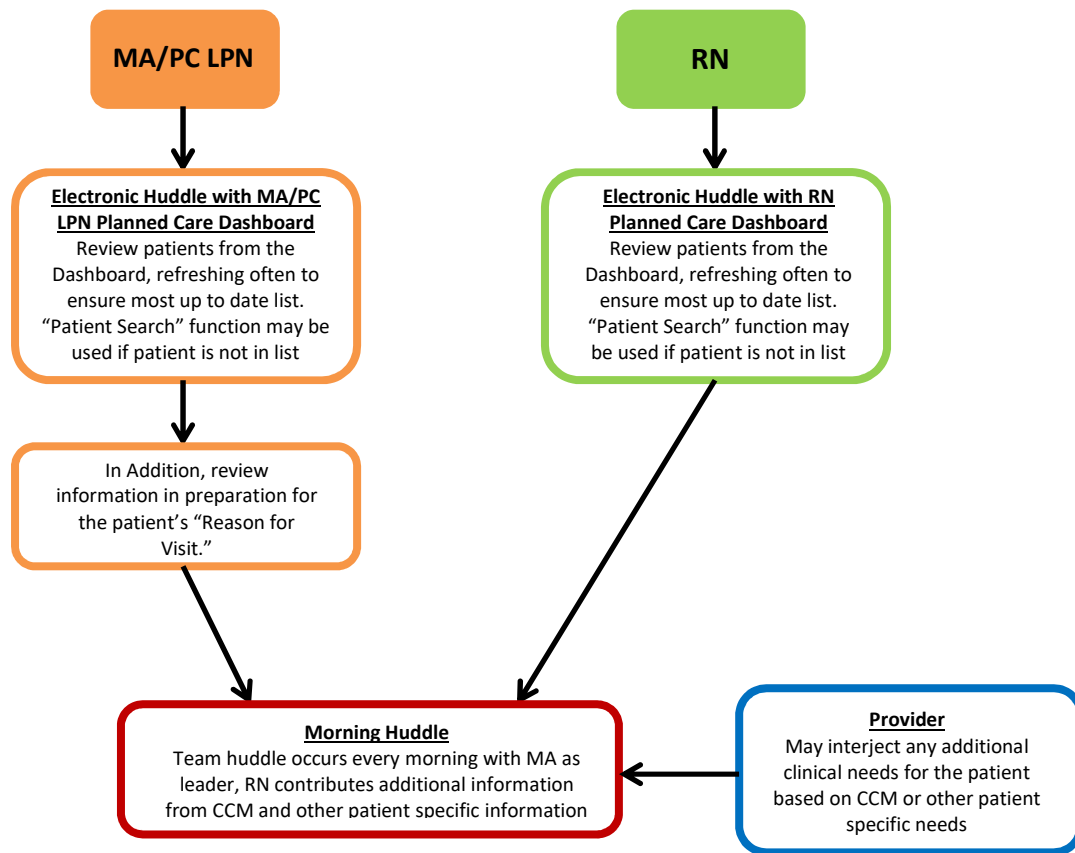 MA/PC LPN
RN
Electronic Huddle with MA/PC
LPN Planned Care Dashboard
Review patients from the
Dashboard, refreshing often to
ensure most up to date list.
“Patient Search” function may be
used if patient is not in list
Electronic Huddle with RN
Planned Care Dashboard
Review patients from the
Dashboard, refreshing often to
ensure most up to date list.
“Patient Search” function may
be used if patient is not in list
In Addition, review
information in preparation for
the patient’s “Reason for
Visit.”
Morning Huddle
Team huddle occurs every morning with MA as
leader, RN contributes additional information
from CCM and other patient specific information
Provider
May interject any additional
clinical needs for the patient
based on CCM or other patient
specific needs